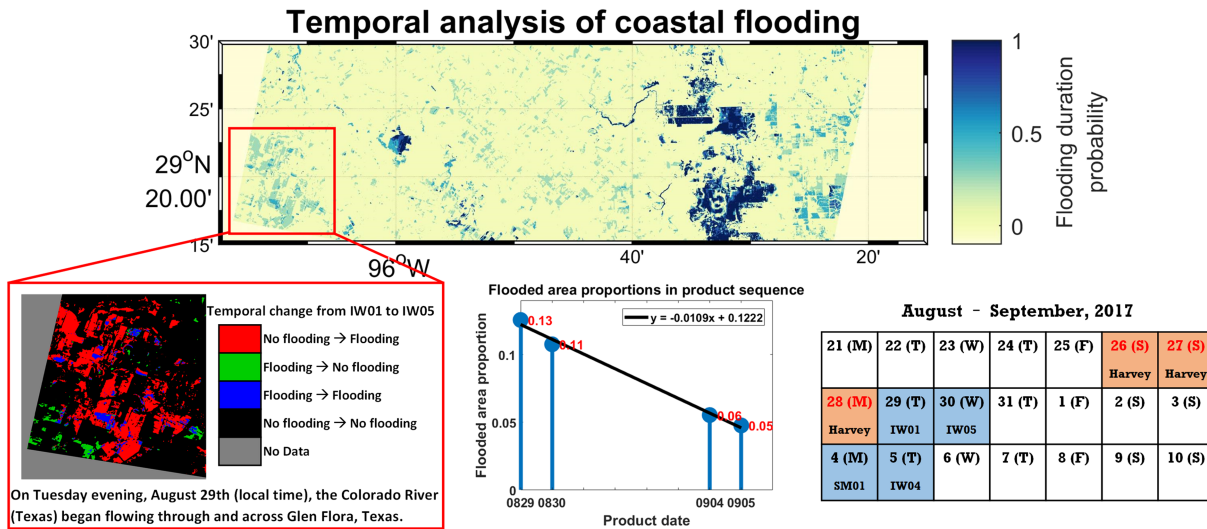 Temporal analysis of coastal flooding
30'
25'
29°N
20.00'
15'
96°W
40'
20'
1
0.5
0
Flooding duration
probability
Temporal change from IW01 to IW05
No flooding → Flooding
Flooding → No flooding
Flooding → Flooding
No flooding → No flooding
No Data
On Tuesday evening, August 29th (local time), the Colorado River
(Texas) began flowing through and across Glen Flora, Texas.
Flooded area proportions in product sequence
y = -0.0109x + 0.1222
0.13
0.11
0.06
0.05
0.1
0.05
0
Flooded area proportion
0829 0830 0904 0905
Product date
August - September, 2017
21 (M) 22 (T) 23 (W) 24 (T) 25 (F) 26 (S) 27 (S)
Harvey Harvey
28 (M) 29 (T) 30 (W) 31 (T) 1 (F) 2 (S) 3 (S)
Harvey IW01 IW05
4 (M) 5 (T) 6 (W) 7 (T) 8 (F) 9 (S) 10 (S)
SM01 IW04